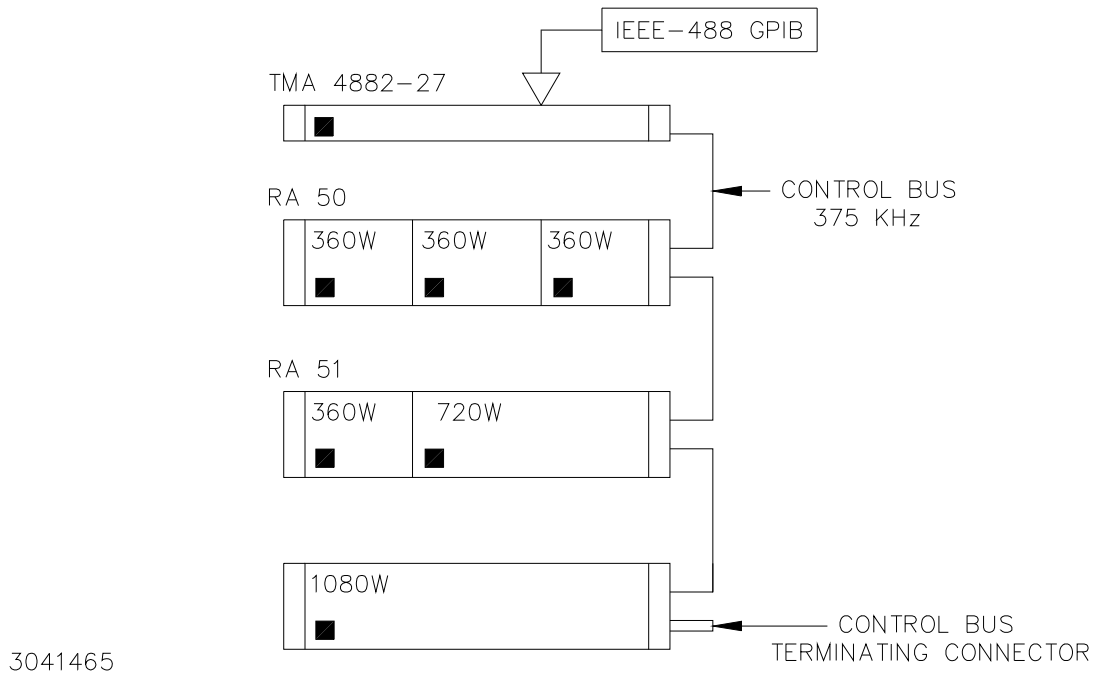 IEEE-488 GPIB
TMA 4882-27
CONTROL BUS
375 KHz
RA 50
360W 360W 360W
RA 51
360W 720W
1080W
CONTROL BUS
TERMINATING CONNECTOR
3041465